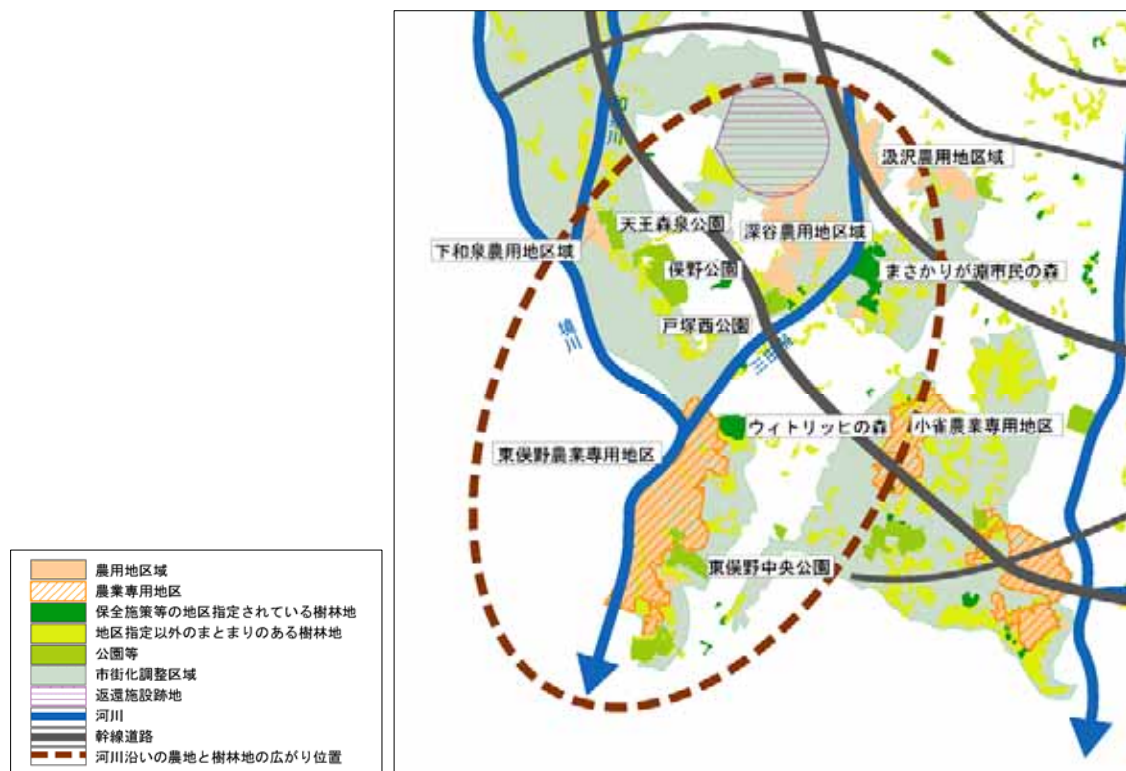 和泉川
汲沢農用地区域
天王森泉公園
深谷農用地区域
下和泉農用地区域
俣野公園
まさかりが淵市民の森
戸塚西公園
境川
ウィトリッヒの森
小雀農業専用地区
東俣野農業専用地区
東俣野中央公園
農用地区域
農業専用地区
保全施策等の地区指定されている樹林地
地区指定以外のまとまりのある樹林地
公園等
市街化調整区域
返還施設跡地
河川
幹線道路
河川沿いの農地と樹林地の広がり位置